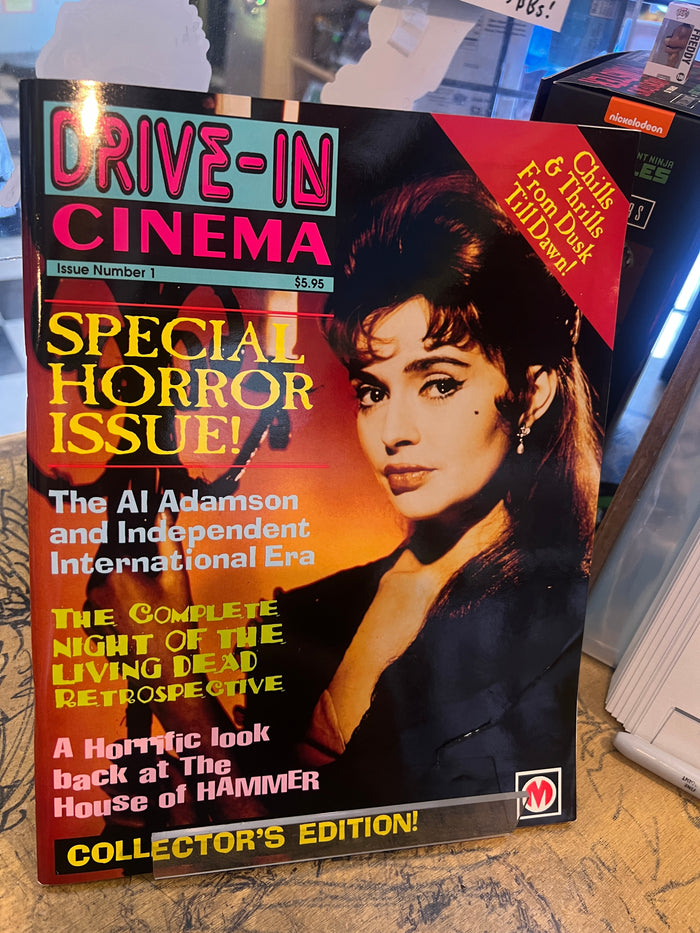 DRIVE-IN
CINEMA
Issue Number 1
$5.95
Chills
& Thrills
From Dusk
Till Dawn!
SPECIAL
HORROR
ISSUE!
The Al Adamson
and Independent
International Era
THE COMPLETE
NIGHT OF THE
LIVING DEAD
RETROSPECTIVE
A Horrific look
back at The
House of HAMMER
COLLECTOR'S EDITION!
M
FREDDY
nickelodeon